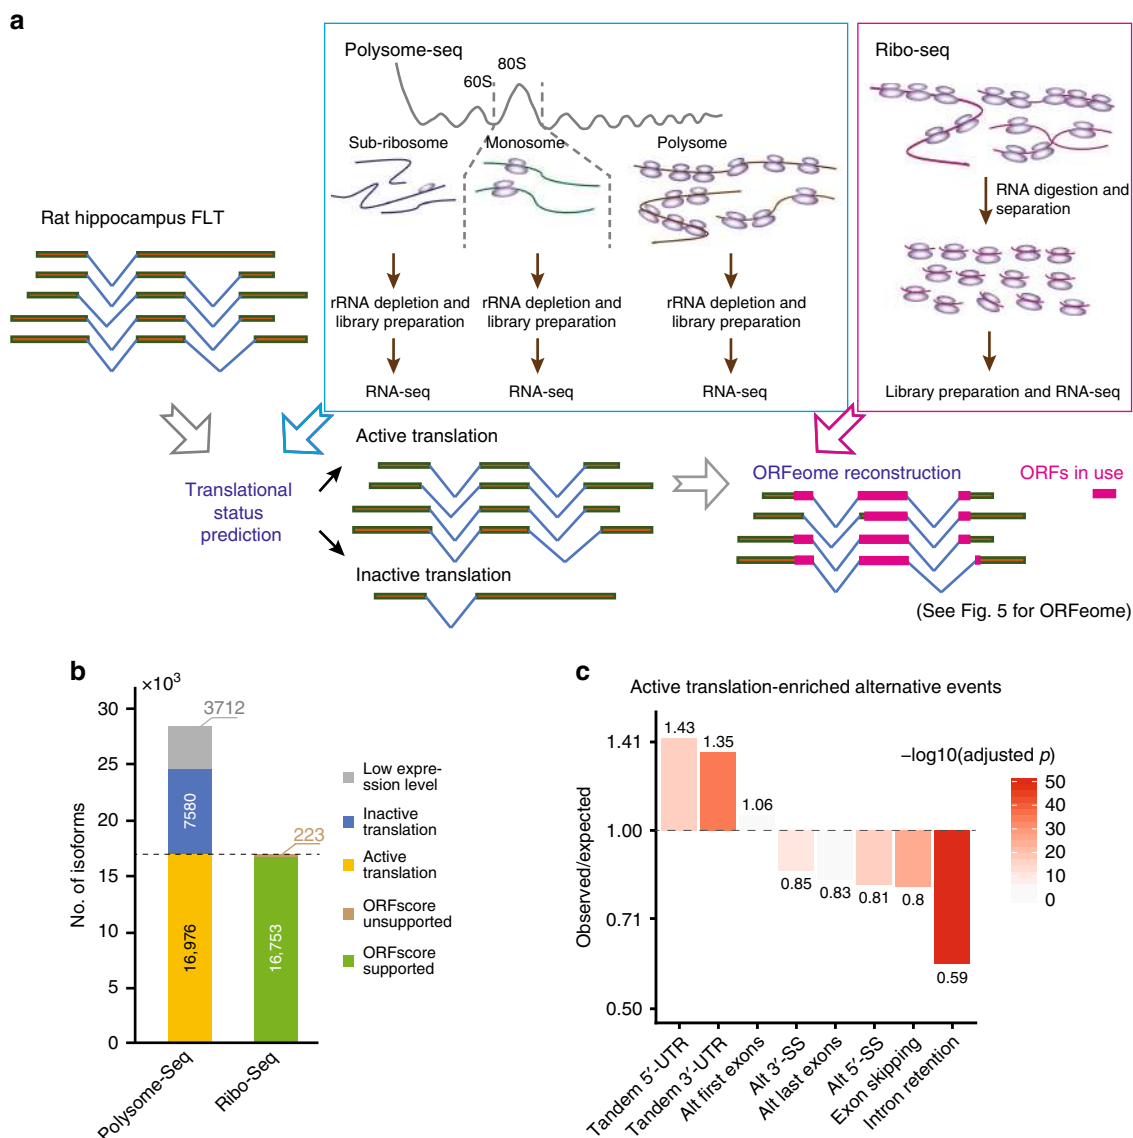 a
Polysome-seq
60S
80S
Sub-ribosome
Monosome
Polysome
rRNA depletion and
library preparation
rRNA depletion and
library preparation
rRNA depletion and
library preparation
RNA-seq
RNA-seq
RNA-seq
Ribo-seq
RNA digestion and
separation
Library preparation and RNA-seq
Rat hippocampus FLT
Translational
status
prediction
Active translation
Inactive translation
ORFeome reconstruction
ORFs in use
(See Fig. 5 for ORFeome)
b
×10³
No. of isoforms
30
25
20
15
10
5
0
3712
7580
16,976
223
16,753
Polysome-Seq
Ribo-Seq
Low expre-
ssion level
Inactive
translation
Active
translation
ORFscore
unsupported
ORFscore
supported
c
Active translation-enriched alternative events
Observed/expected
1.41
1.00
0.71
0.50
1.43
1.35
1.06
0.85
0.83
0.81
0.8
0.59
Tandem 5′-UTR
Tandem 3′-UTR
Alt first exons
Alt 3′-SS
Alt last exons
Alt 5′-SS
Exon skipping
Intron retention
−log10(adjusted p)
50
40
30
20
10
0